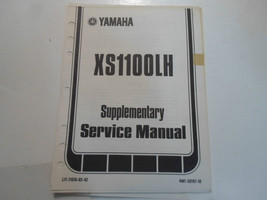 YAMAHA
XS1100LH
Supplementary
Service Manual